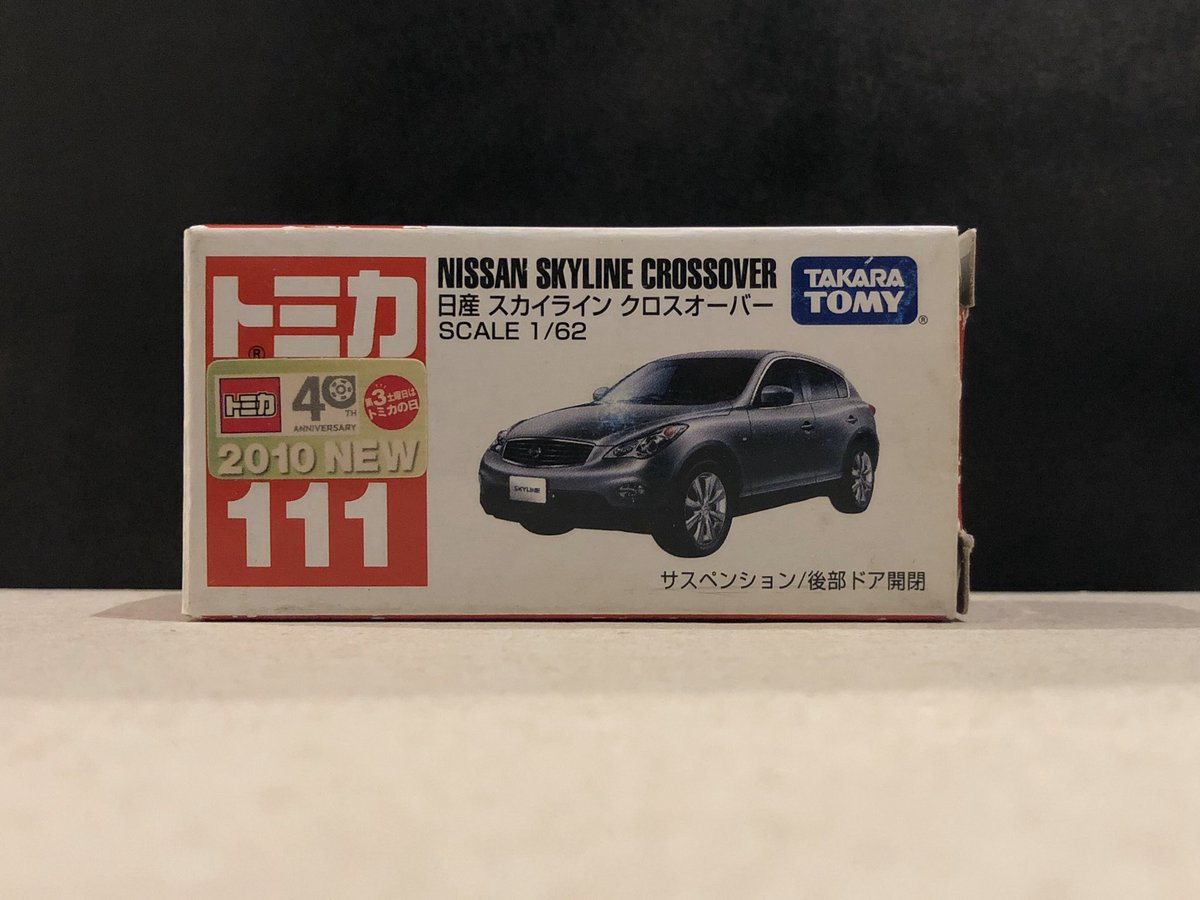 トミカ
®
NISSAN SKYLINE CROSSOVER
日産 スカイライン クロスオーバー
SCALE 1/62
TAKARA
TOMY
®
トミカ
40
TH
ANNIVERSARY
第3土曜日は
トミカの日
2010 NEW
111
SKYLINE
サスペンション/後部ドア開閉